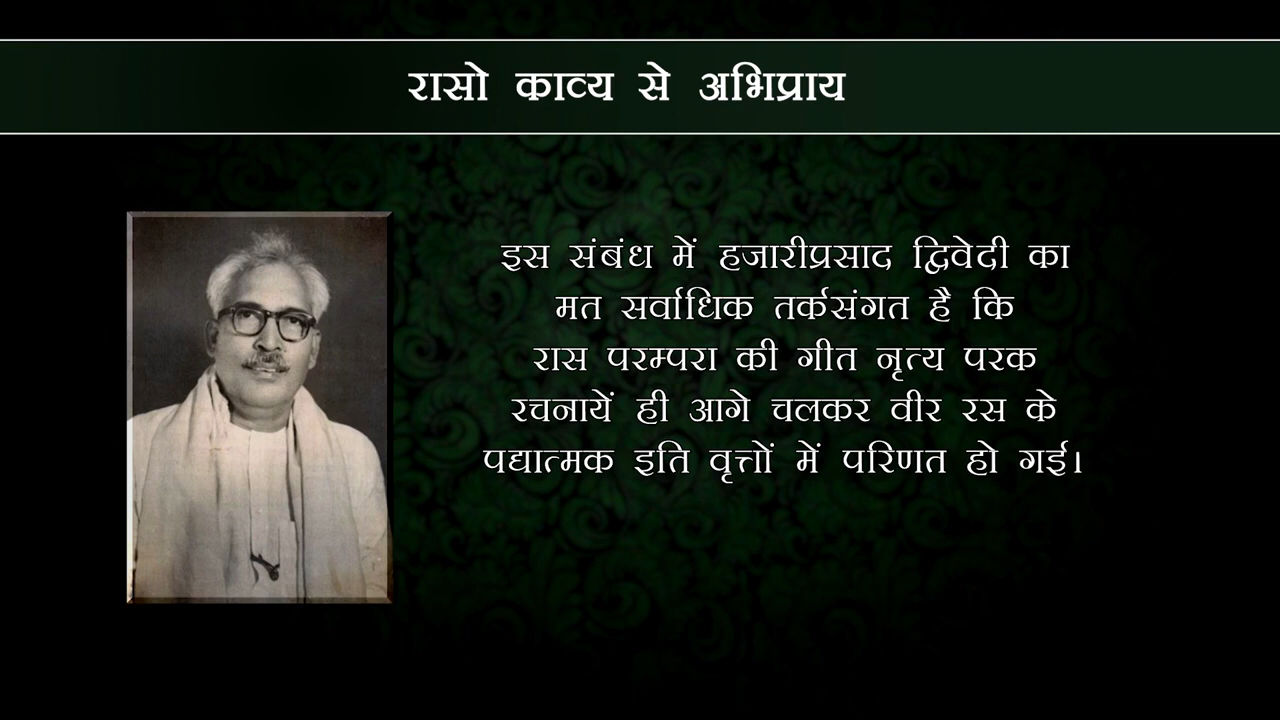 रासो काव्य से अभिप्राय
इस संबंध में हजारीप्रसाद द्विवेदी का
मत सर्वाधिक तर्कसंगत है कि
रास परम्परा की गीत नृत्य परक
रचनायें ही आगे चलकर वीर रस के
पद्यात्मक इति वृत्तों में परिणत हो गई।